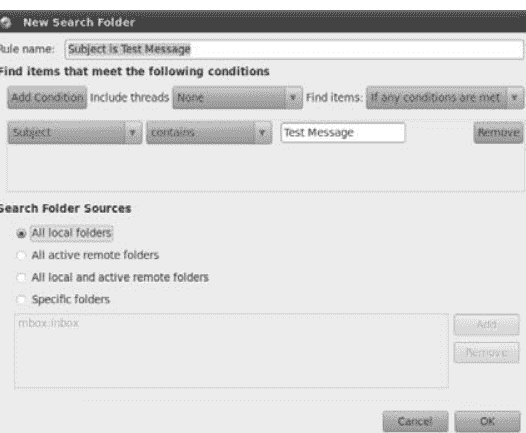 New Search Folder
Rule name: Subject is Test Message
Find items that meet the following conditions
Add Condition Include threads None Find items: If any conditions are met
Subject contains Test Message Remove
Search Folder Sources
All local folders
All active remote folders
All local and active remote folders
Specific folders
mbox:inbox Add
Remove
Cancel OK